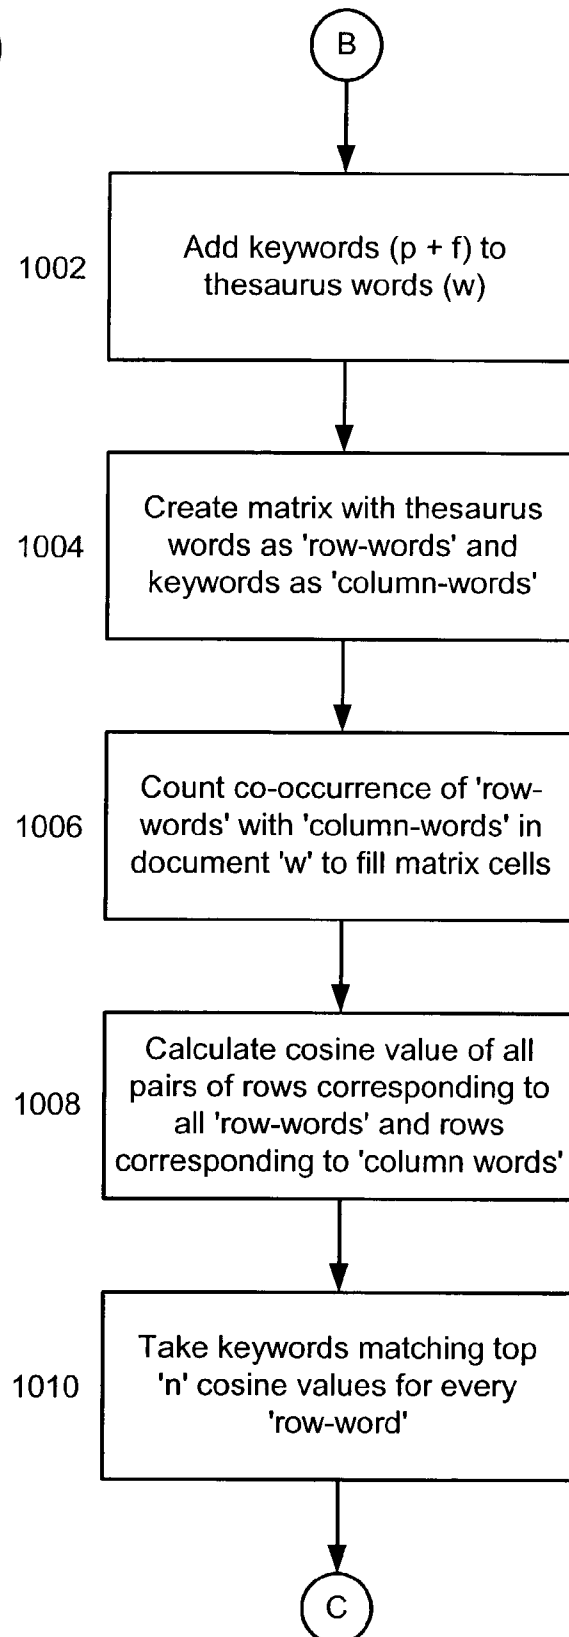 B
1002
Add keywords (p + f) to
thesaurus words (w)
1004
Create matrix with thesaurus
words as 'row-words' and
keywords as 'column-words'
1006
Count co-occurrence of 'row-
words' with 'column-words' in
document 'w' to fill matrix cells
1008
Calculate cosine value of all
pairs of rows corresponding to
all 'row-words' and rows
corresponding to 'column words'
1010
Take keywords matching top
'n' cosine values for every
'row-word'
C